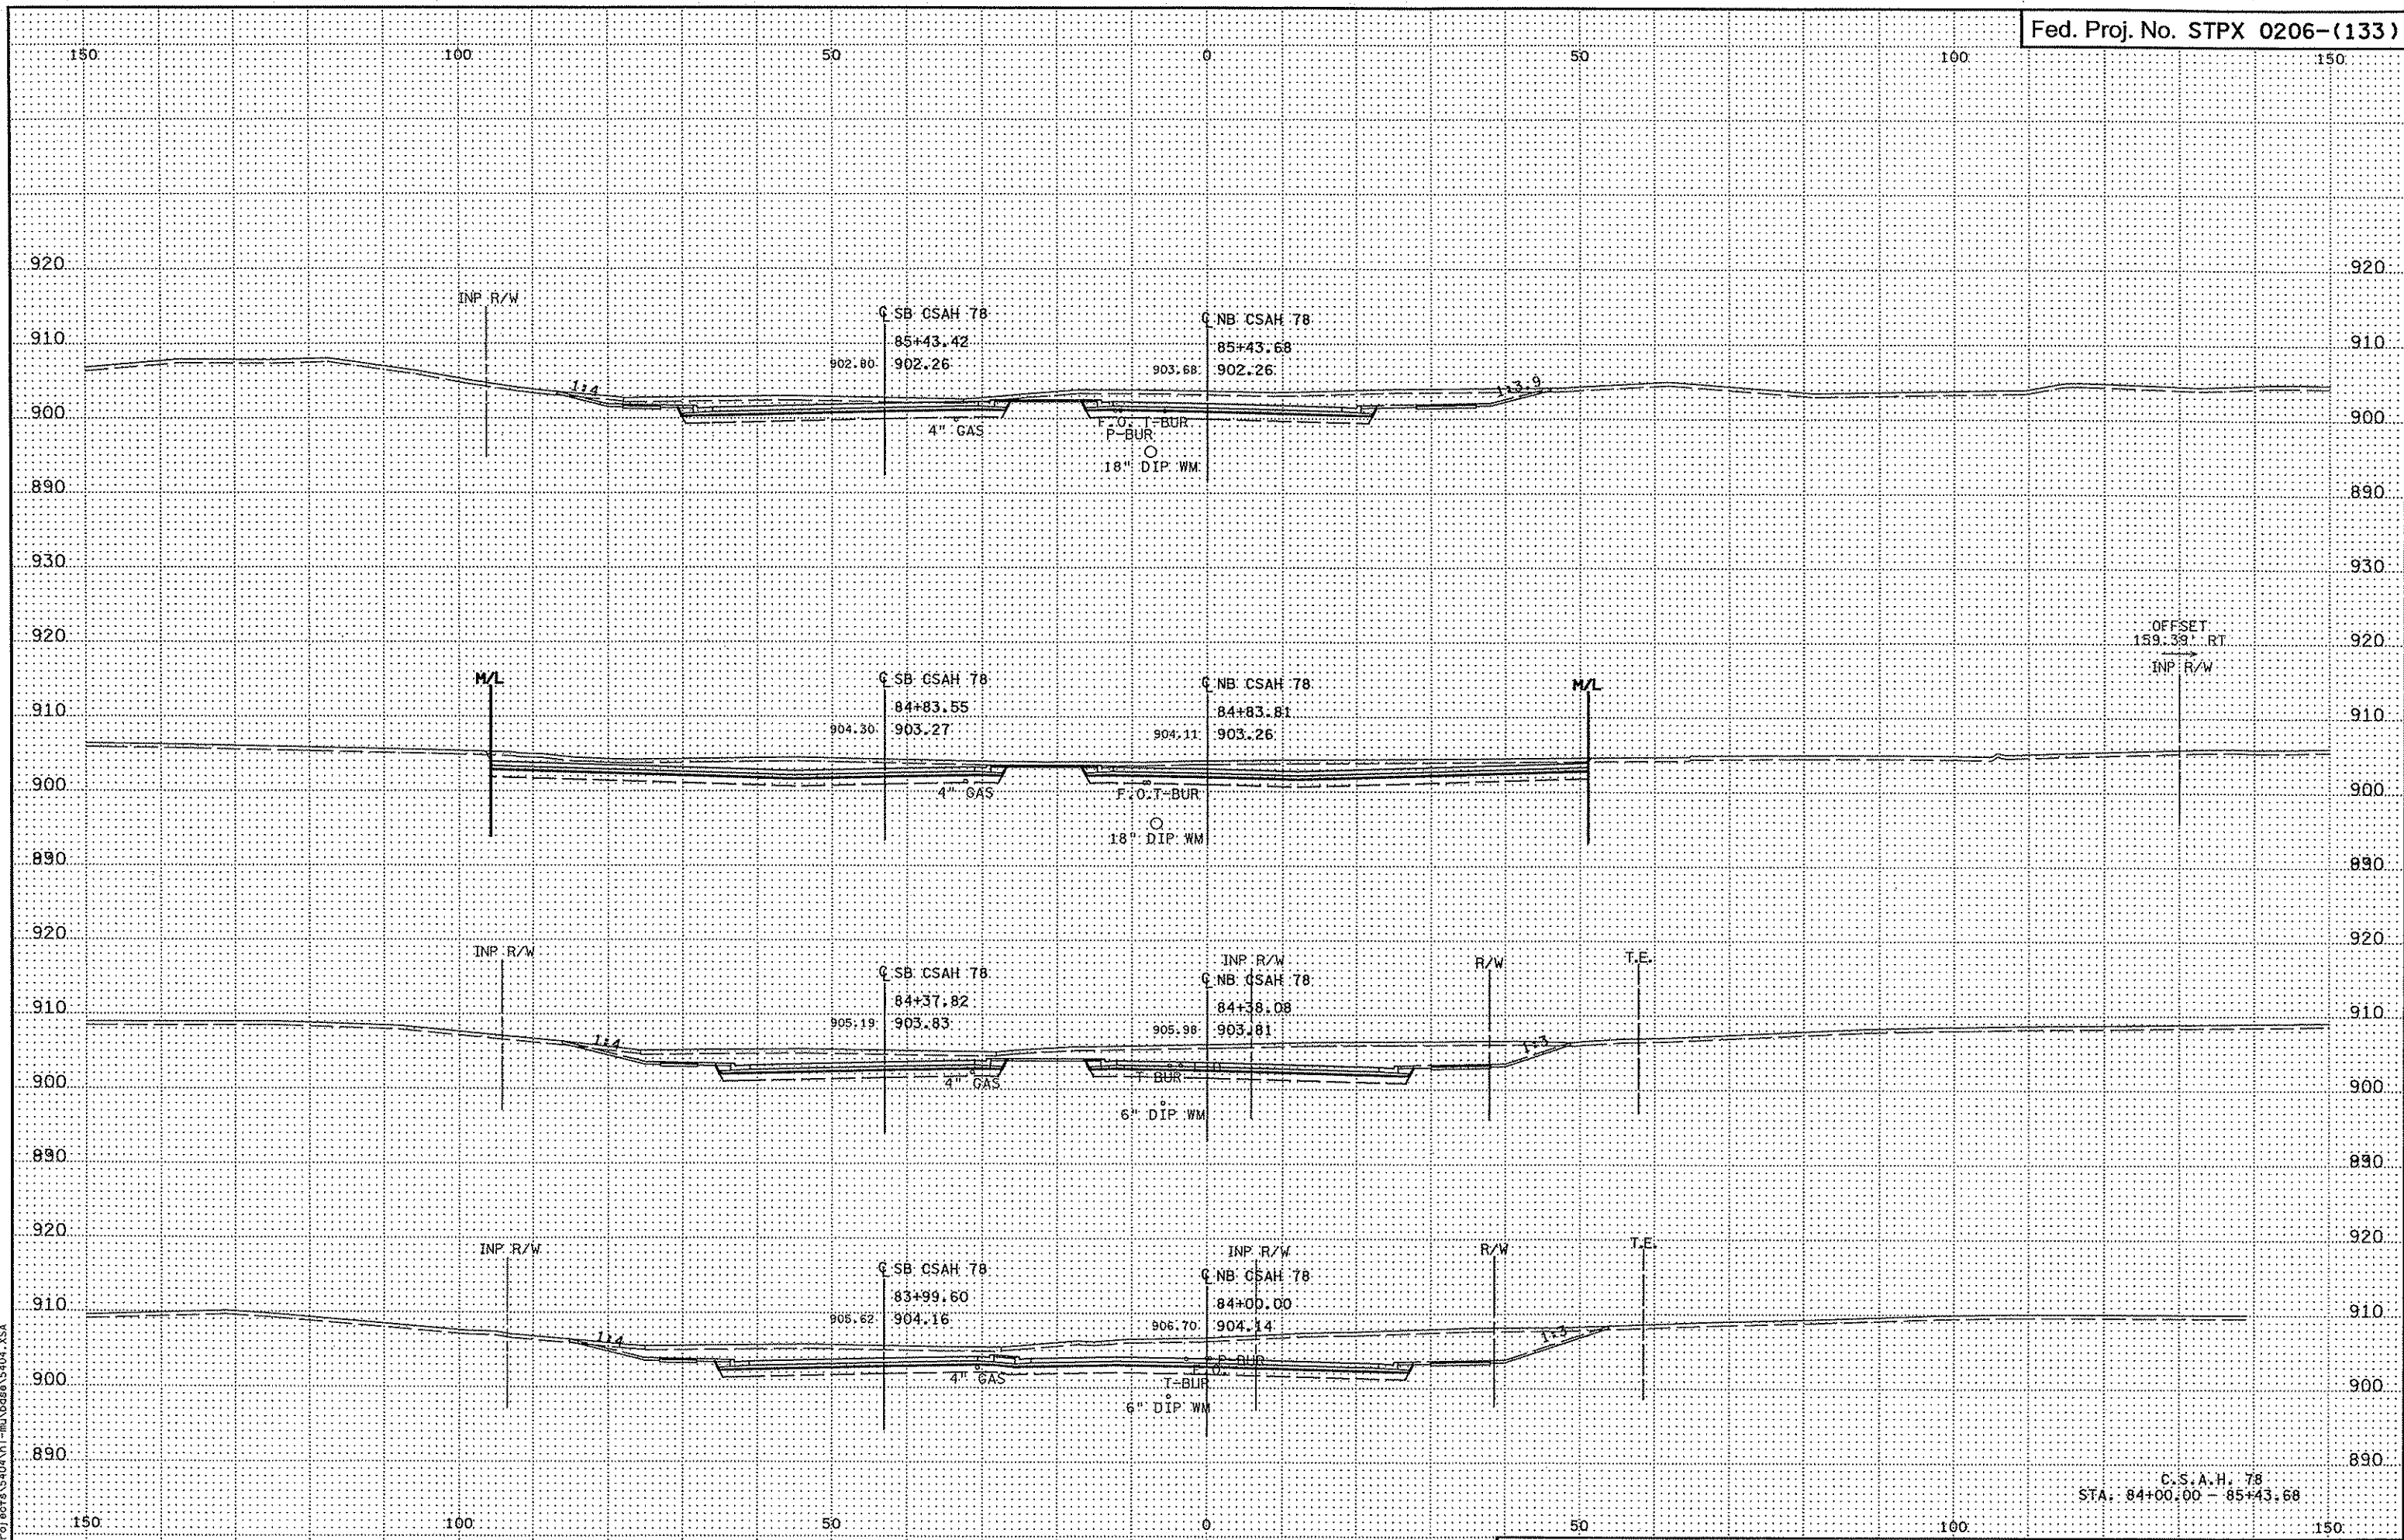 Fed. Proj. No. STPX 0206-(133)
150 100 50 0 50 100 150
920 920
INP R/W
℄ SB CSAH 78
85+43.42
902.80 902.26
℄ NB CSAH 78
85+43.68
903.68 902.26
910 910
1:4
1:3.9
900 900
4" GAS
F.O. T-BUR
P-BUR
18" DIP WM
890 890
930 930
920 920
OFFSET
159.39' RT
INP R/W
M/L
℄ SB CSAH 78
84+83.55
904.30 903.27
℄ NB CSAH 78
84+83.81
904.11 903.26
M/L
910 910
900 900
4" GAS
F.O.T-BUR
18" DIP WM
890 890
920 920
INP R/W
℄ SB CSAH 78
84+37.82
905.19 903.83
INP R/W
℄ NB CSAH 78
84+38.08
905.98 903.81
R/W
T.E.
910 910
1:4
1:3
900 900
4" GAS
T-BUR
6" DIP WM
890 890
920 920
INP R/W
℄ SB CSAH 78
83+99.60
905.62 904.16
INP R/W
℄ NB CSAH 78
84+00.00
906.70 904.14
R/W
T.E.
910 910
1:4
1:3
900 900
4" GAS
P-BUR
F.O.
T-BUR
6" DIP WM
890 890
C.S.A.H. 78
STA. 84+00.00 - 85+43.68
150 100 50 0 50 100 150